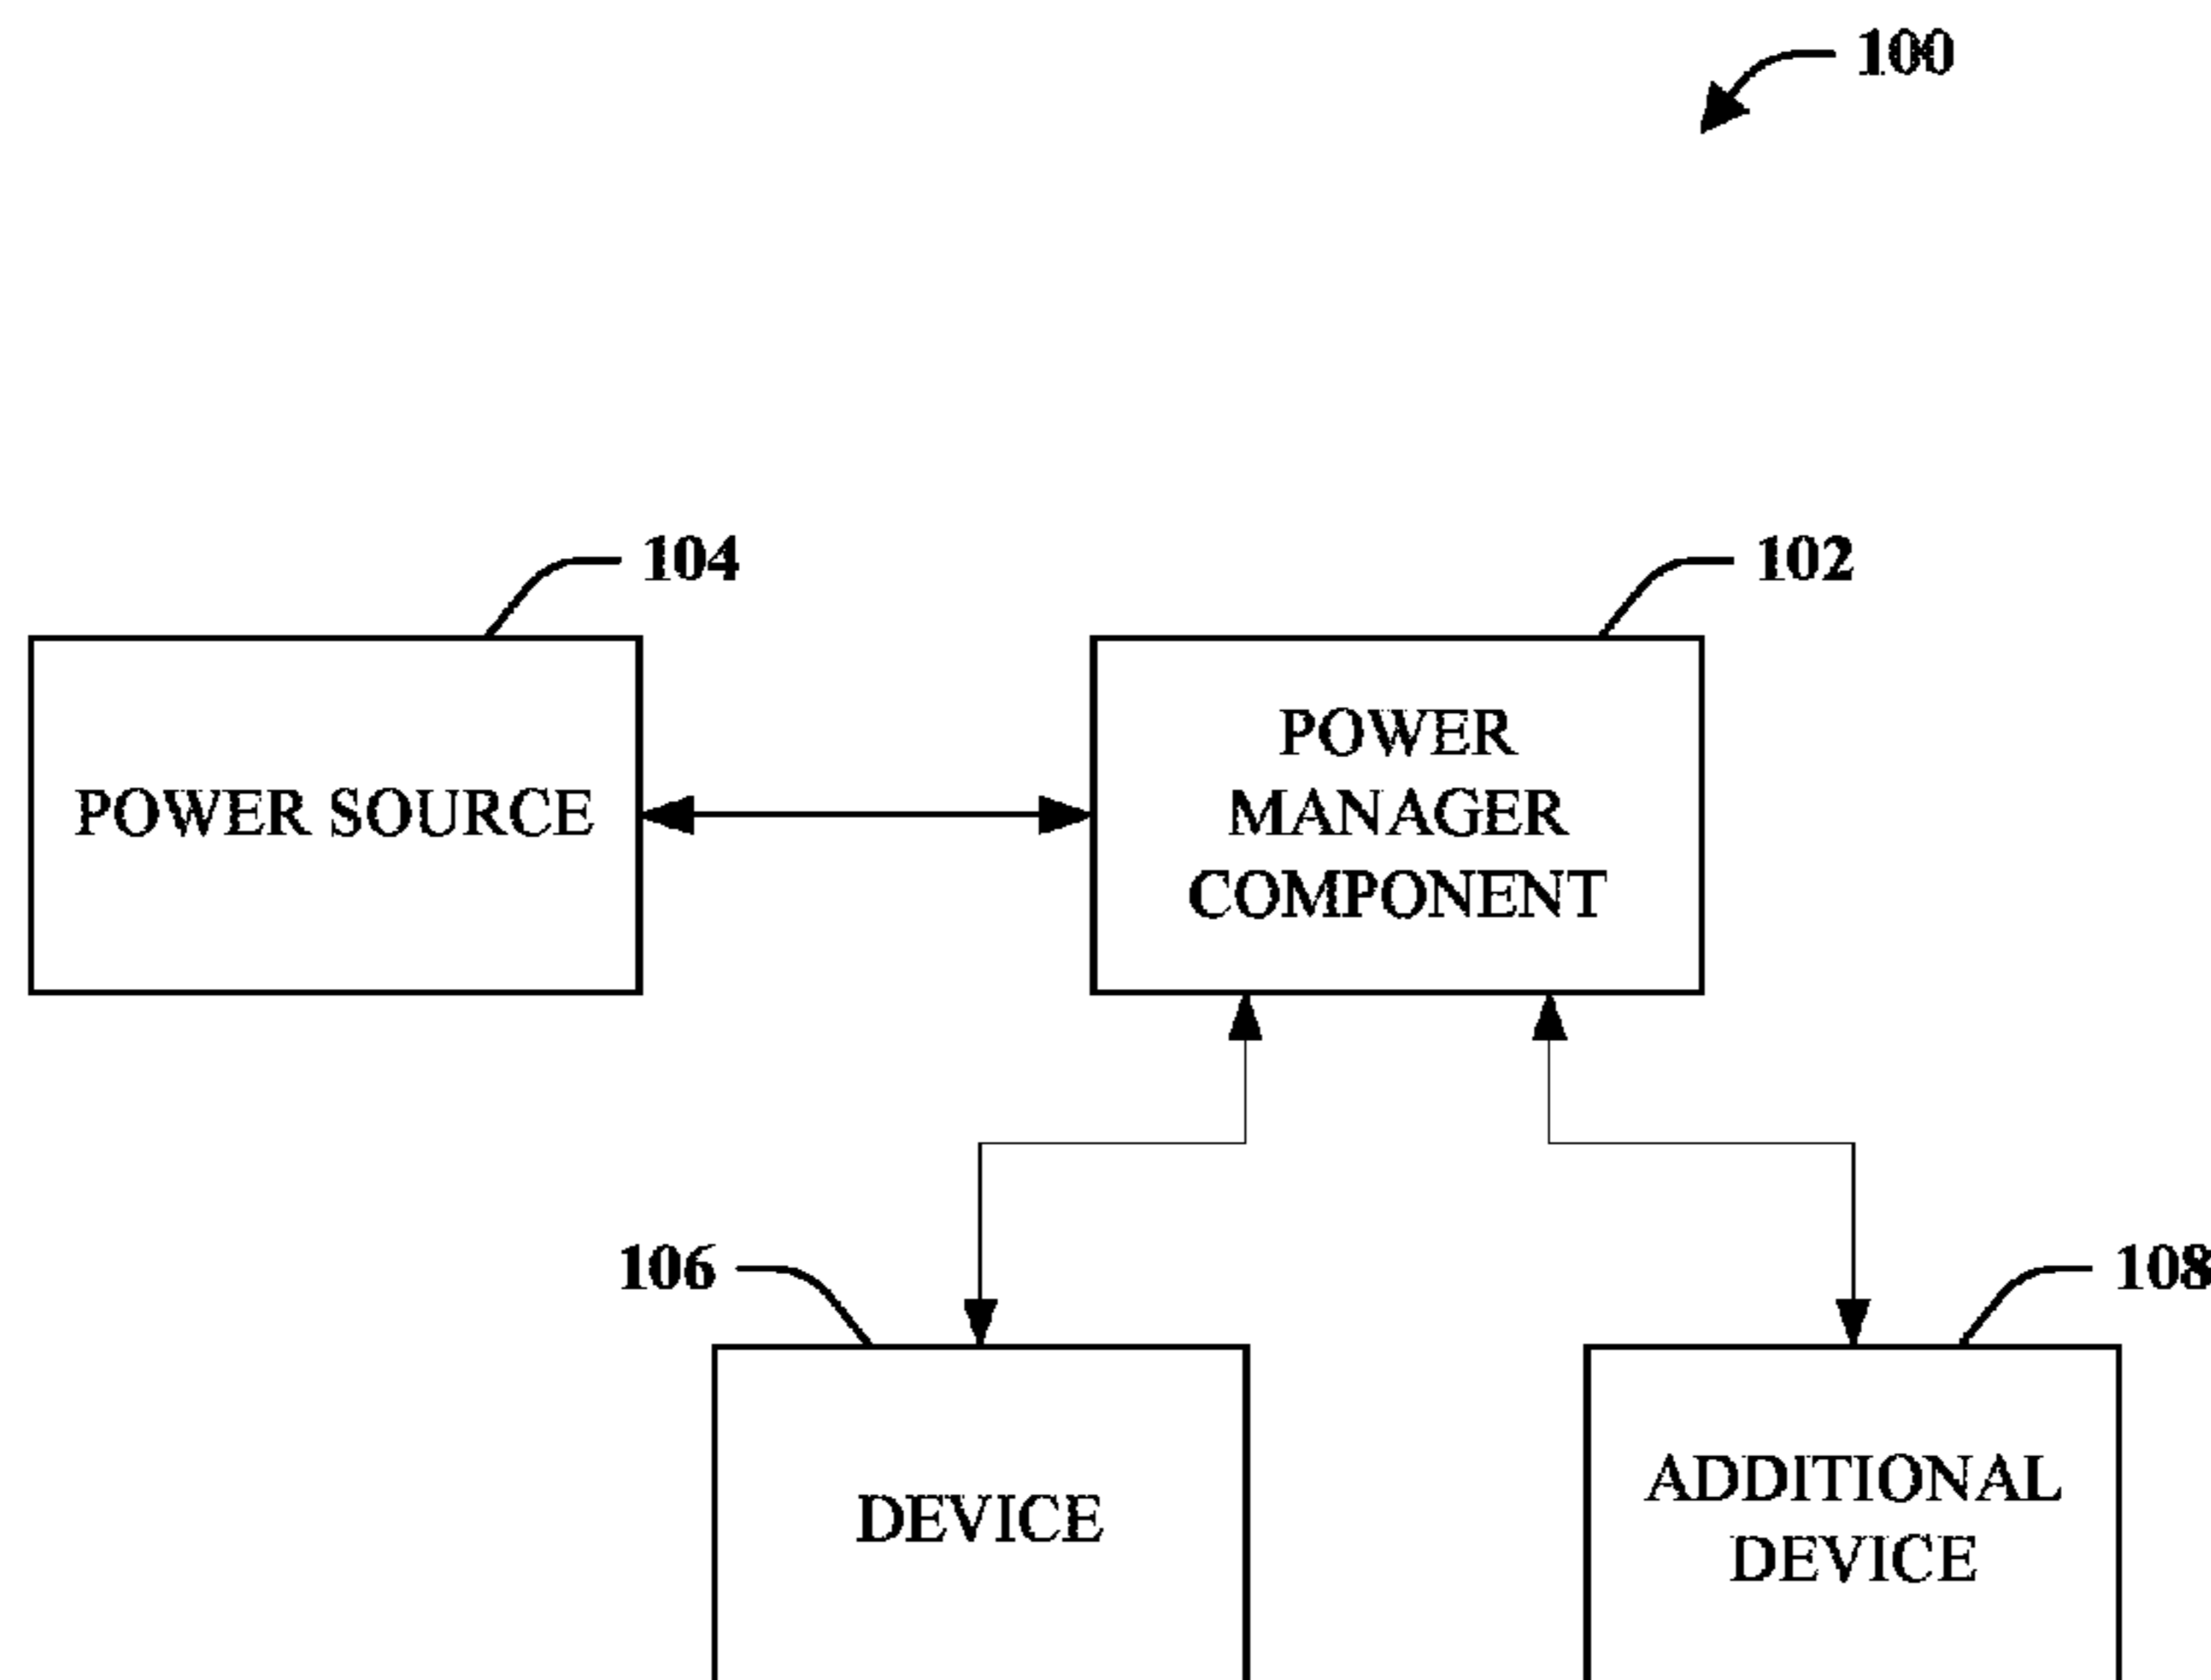 100
104
102
POWER SOURCE
POWER
MANAGER
COMPONENT
106
108
DEVICE
ADDITIONAL
DEVICE